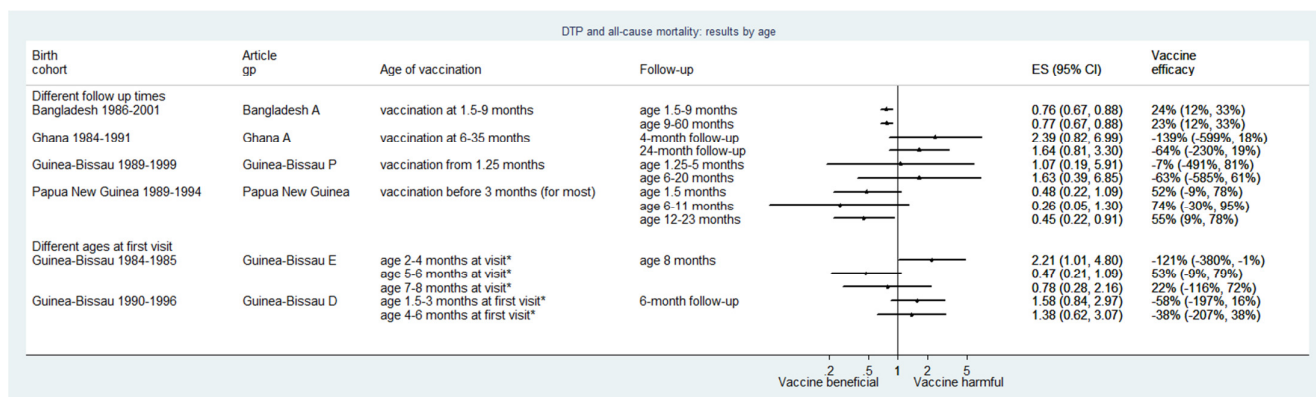 DTP and all-cause mortality: results by age
Birth cohort Article gp Age of vaccination Follow-up ES (95% CI) Vaccine efficacy
Different follow up times
Bangladesh 1986-2001 Bangladesh A vaccination at 1.5-9 months age 1.5-9 months 0.76 (0.67, 0.88) 24% (12%, 33%)
age 9-60 months 0.77 (0.67, 0.88) 23% (12%, 33%)
Ghana 1984-1991 Ghana A vaccination at 6-35 months 4-month follow-up 2.39 (0.82, 6.99) -139% (-599%, 18%)
24-month follow-up 1.64 (0.81, 3.30) -64% (-230%, 19%)
Guinea-Bissau 1989-1999 Guinea-Bissau P vaccination from 1.25 months age 1.25-5 months 1.07 (0.19, 5.91) -7% (-491%, 81%)
age 6-20 months 1.63 (0.39, 6.85) -63% (-585%, 61%)
Papua New Guinea 1989-1994 Papua New Guinea vaccination before 3 months (for most) age 1.5 months 0.48 (0.22, 1.09) 52% (-9%, 78%)
age 6-11 months 0.26 (0.05, 1.30) 74% (-30%, 95%)
age 12-23 months 0.45 (0.22, 0.91) 55% (9%, 78%)
Different ages at first visit
Guinea-Bissau 1984-1985 Guinea-Bissau E age 2-4 months at visit* age 8 months 2.21 (1.01, 4.80) -121% (-380%, -1%)
age 5-6 months at visit* 0.47 (0.21, 1.09) 53% (-9%, 79%)
age 7-8 months at visit* 0.78 (0.28, 2.16) 22% (-116%, 72%)
Guinea-Bissau 1990-1996 Guinea-Bissau D age 1.5-3 months at first visit* 6-month follow-up 1.58 (0.84, 2.97) -58% (-197%, 16%)
age 4-6 months at first visit* 1.38 (0.62, 3.07) -38% (-207%, 38%)
.2 .5 1 2 5
Vaccine beneficial Vaccine harmful